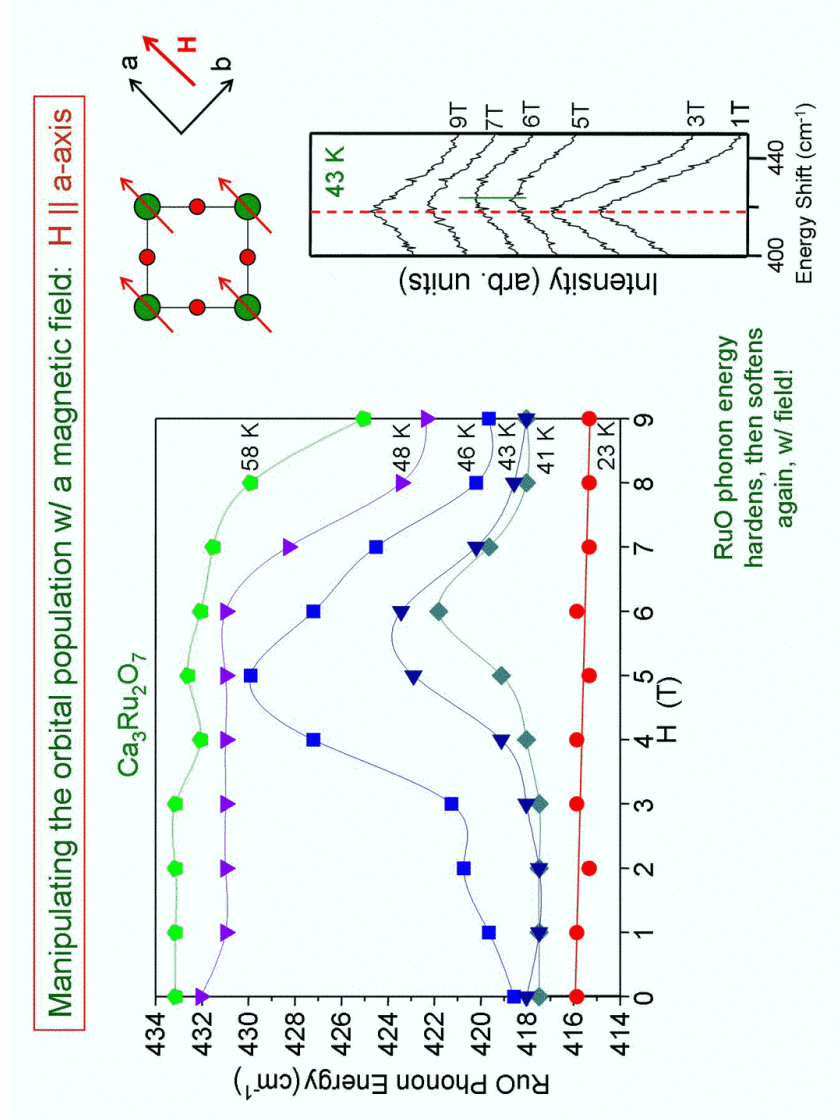 Manipulating the orbital population w/ a magnetic field: H || a-axis
Ca3Ru2O7
RuO Phonon Energy (cm-1)
434
432
430
428
426
424
422
420
418
416
414
58 K
48 K
46 K
43 K
41 K
23 K
0 1 2 3 4 5 6 7 8 9
H (T)
a
H
b
Intensity (arb. units)
43 K
9T
7T
6T
5T
3T
1T
400 440
Energy Shift (cm-1)
RuO phonon energy
hardens, then softens
again, w/ field!